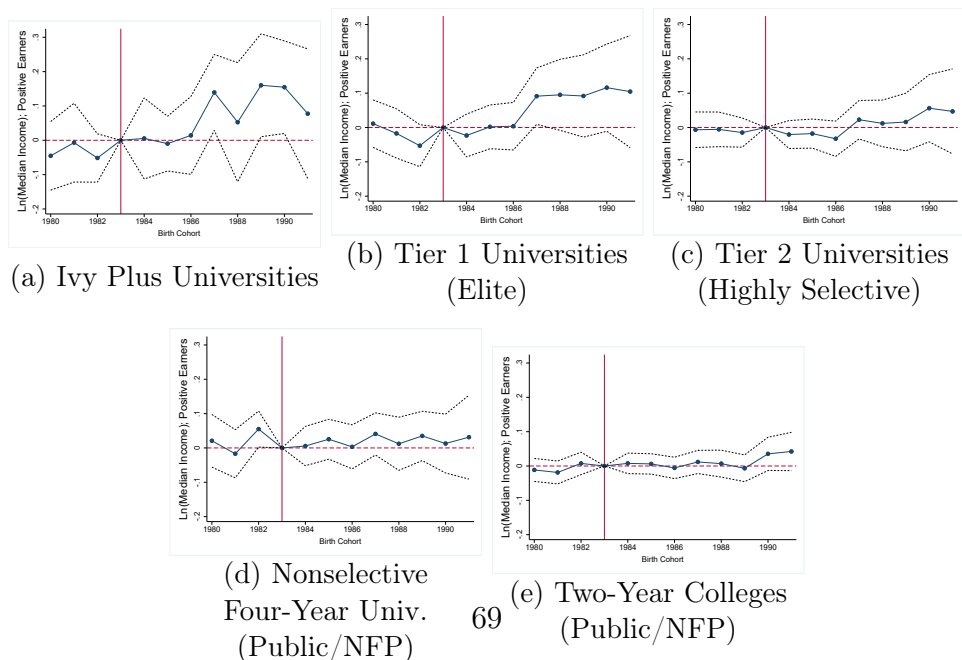 Ln(Median Income); Positive Earners
.3
.2
.1
0
-.1
-.2
1980 1982 1984 1986 1988 1990
Birth Cohort
(a) Ivy Plus Universities
Ln(Median Income); Positive Earners
.3
.2
.1
0
-.1
-.2
1980 1982 1984 1986 1988 1990
Birth Cohort
(b) Tier 1 Universities
(Elite)
Ln(Median Income); Positive Earners
.3
.2
.1
0
-.1
-.2
1980 1982 1984 1986 1988 1990
Birth Cohort
(c) Tier 2 Universities
(Highly Selective)
Ln(Median Income); Positive Earners
.3
.2
.1
0
-.1
-.2
1980 1982 1984 1986 1988 1990
Birth Cohort
(d) Nonselective
Four-Year Univ.
(Public/NFP)
Ln(Median Income); Positive Earners
.3
.2
.1
0
-.1
-.2
1980 1982 1984 1986 1988 1990
Birth Cohort
(e) Two-Year Colleges
(Public/NFP)
69